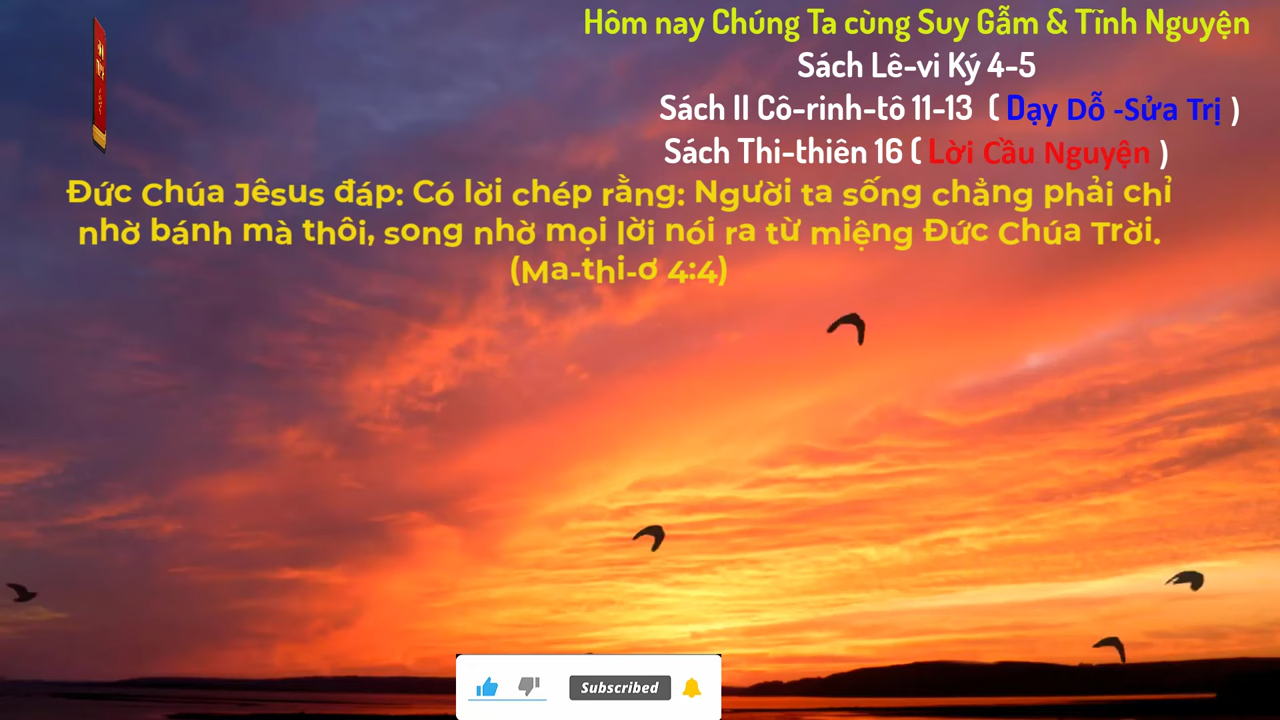 Hôm nay Chúng Ta cùng Suy Gẫm & Tĩnh Nguyện
Sách Lê-vi Ký 4-5
Sách II Cô-rinh-tô 11-13 ( Dạy Dỗ -Sửa Trị )
Sách Thi-thiên 16 ( Lời Cầu Nguyện )
Đức Chúa Jêsus đáp: Có lời chép rằng: Người ta sống chẳng phải chỉ
nhờ bánh mà thôi, song nhờ mọi lời nói ra từ miệng Đức Chúa Trời.
(Ma-thi-ơ 4:4)
Subscribed